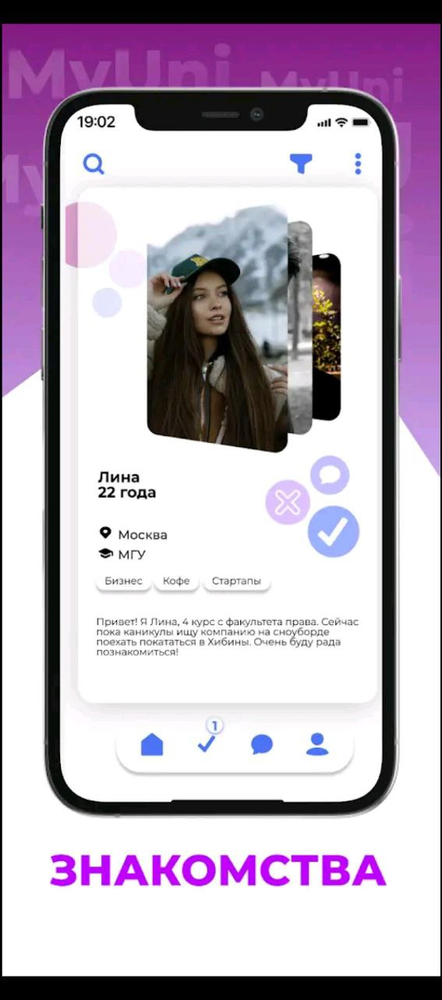 MyUni
MyUni
My
19:02
Лина
22 года
Москва
МГУ
Бизнес
Кофе
Стартапы
Привет! Я Лина, 4 курс с факультета права. Сейчас
пока каникулы ищу компанию на сноуборде
поехать покататься в Хибины. Очень буду рада
познакомиться!
1
ЗНАКОМСТВА